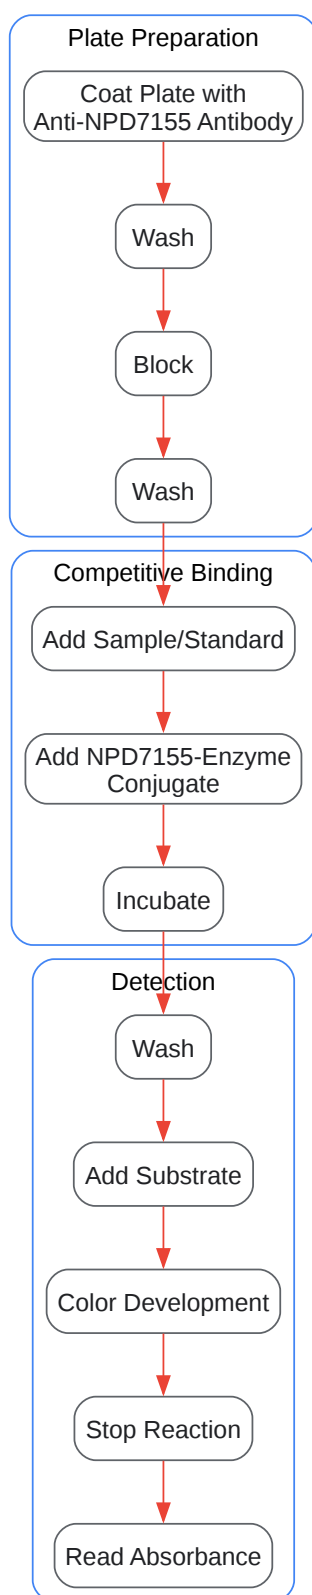 Plate Preparation
Coat Plate with
Anti-NPD7155 Antibody
Wash
Block
Wash
Competitive Binding
Add Sample/Standard
Add NPD7155-Enzyme
Conjugate
Incubate
Detection
Wash
Add Substrate
Color Development
Stop Reaction
Read Absorbance